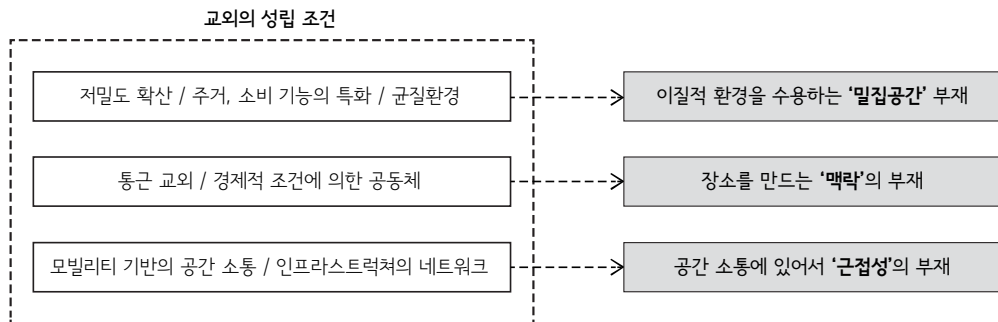 교외의 성립 조건
저밀도 확산 / 주거, 소비 기능의 특화 / 균질환경
이질적 환경을 수용하는 ‘밀집공간’ 부재
통근 교외 / 경제적 조건에 의한 공동체
장소를 만드는 ‘맥락’의 부재
모빌리티 기반의 공간 소통 / 인프라스트럭쳐의 네트워크
공간 소통에 있어서 ‘근접성’의 부재